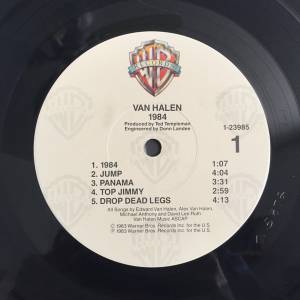 WB
RECORDS
VAN HALEN
1984
Produced by Ted Templeman
Engineered by Donn Landee
1-23985
1
1. 1984 1:07
2. JUMP 4:04
3. PANAMA 3:31
4. TOP JIMMY 2:59
5. DROP DEAD LEGS 4:13
All Songs by Edward Van Halen, Alex Van Halen,
Michael Anthony and David Lee Roth
Van Halen Music ASCAP
© 1983 Warner Bros. Records Inc. for the U.S.
℗ 1983 Warner Bros. Records Inc. for the U.S.